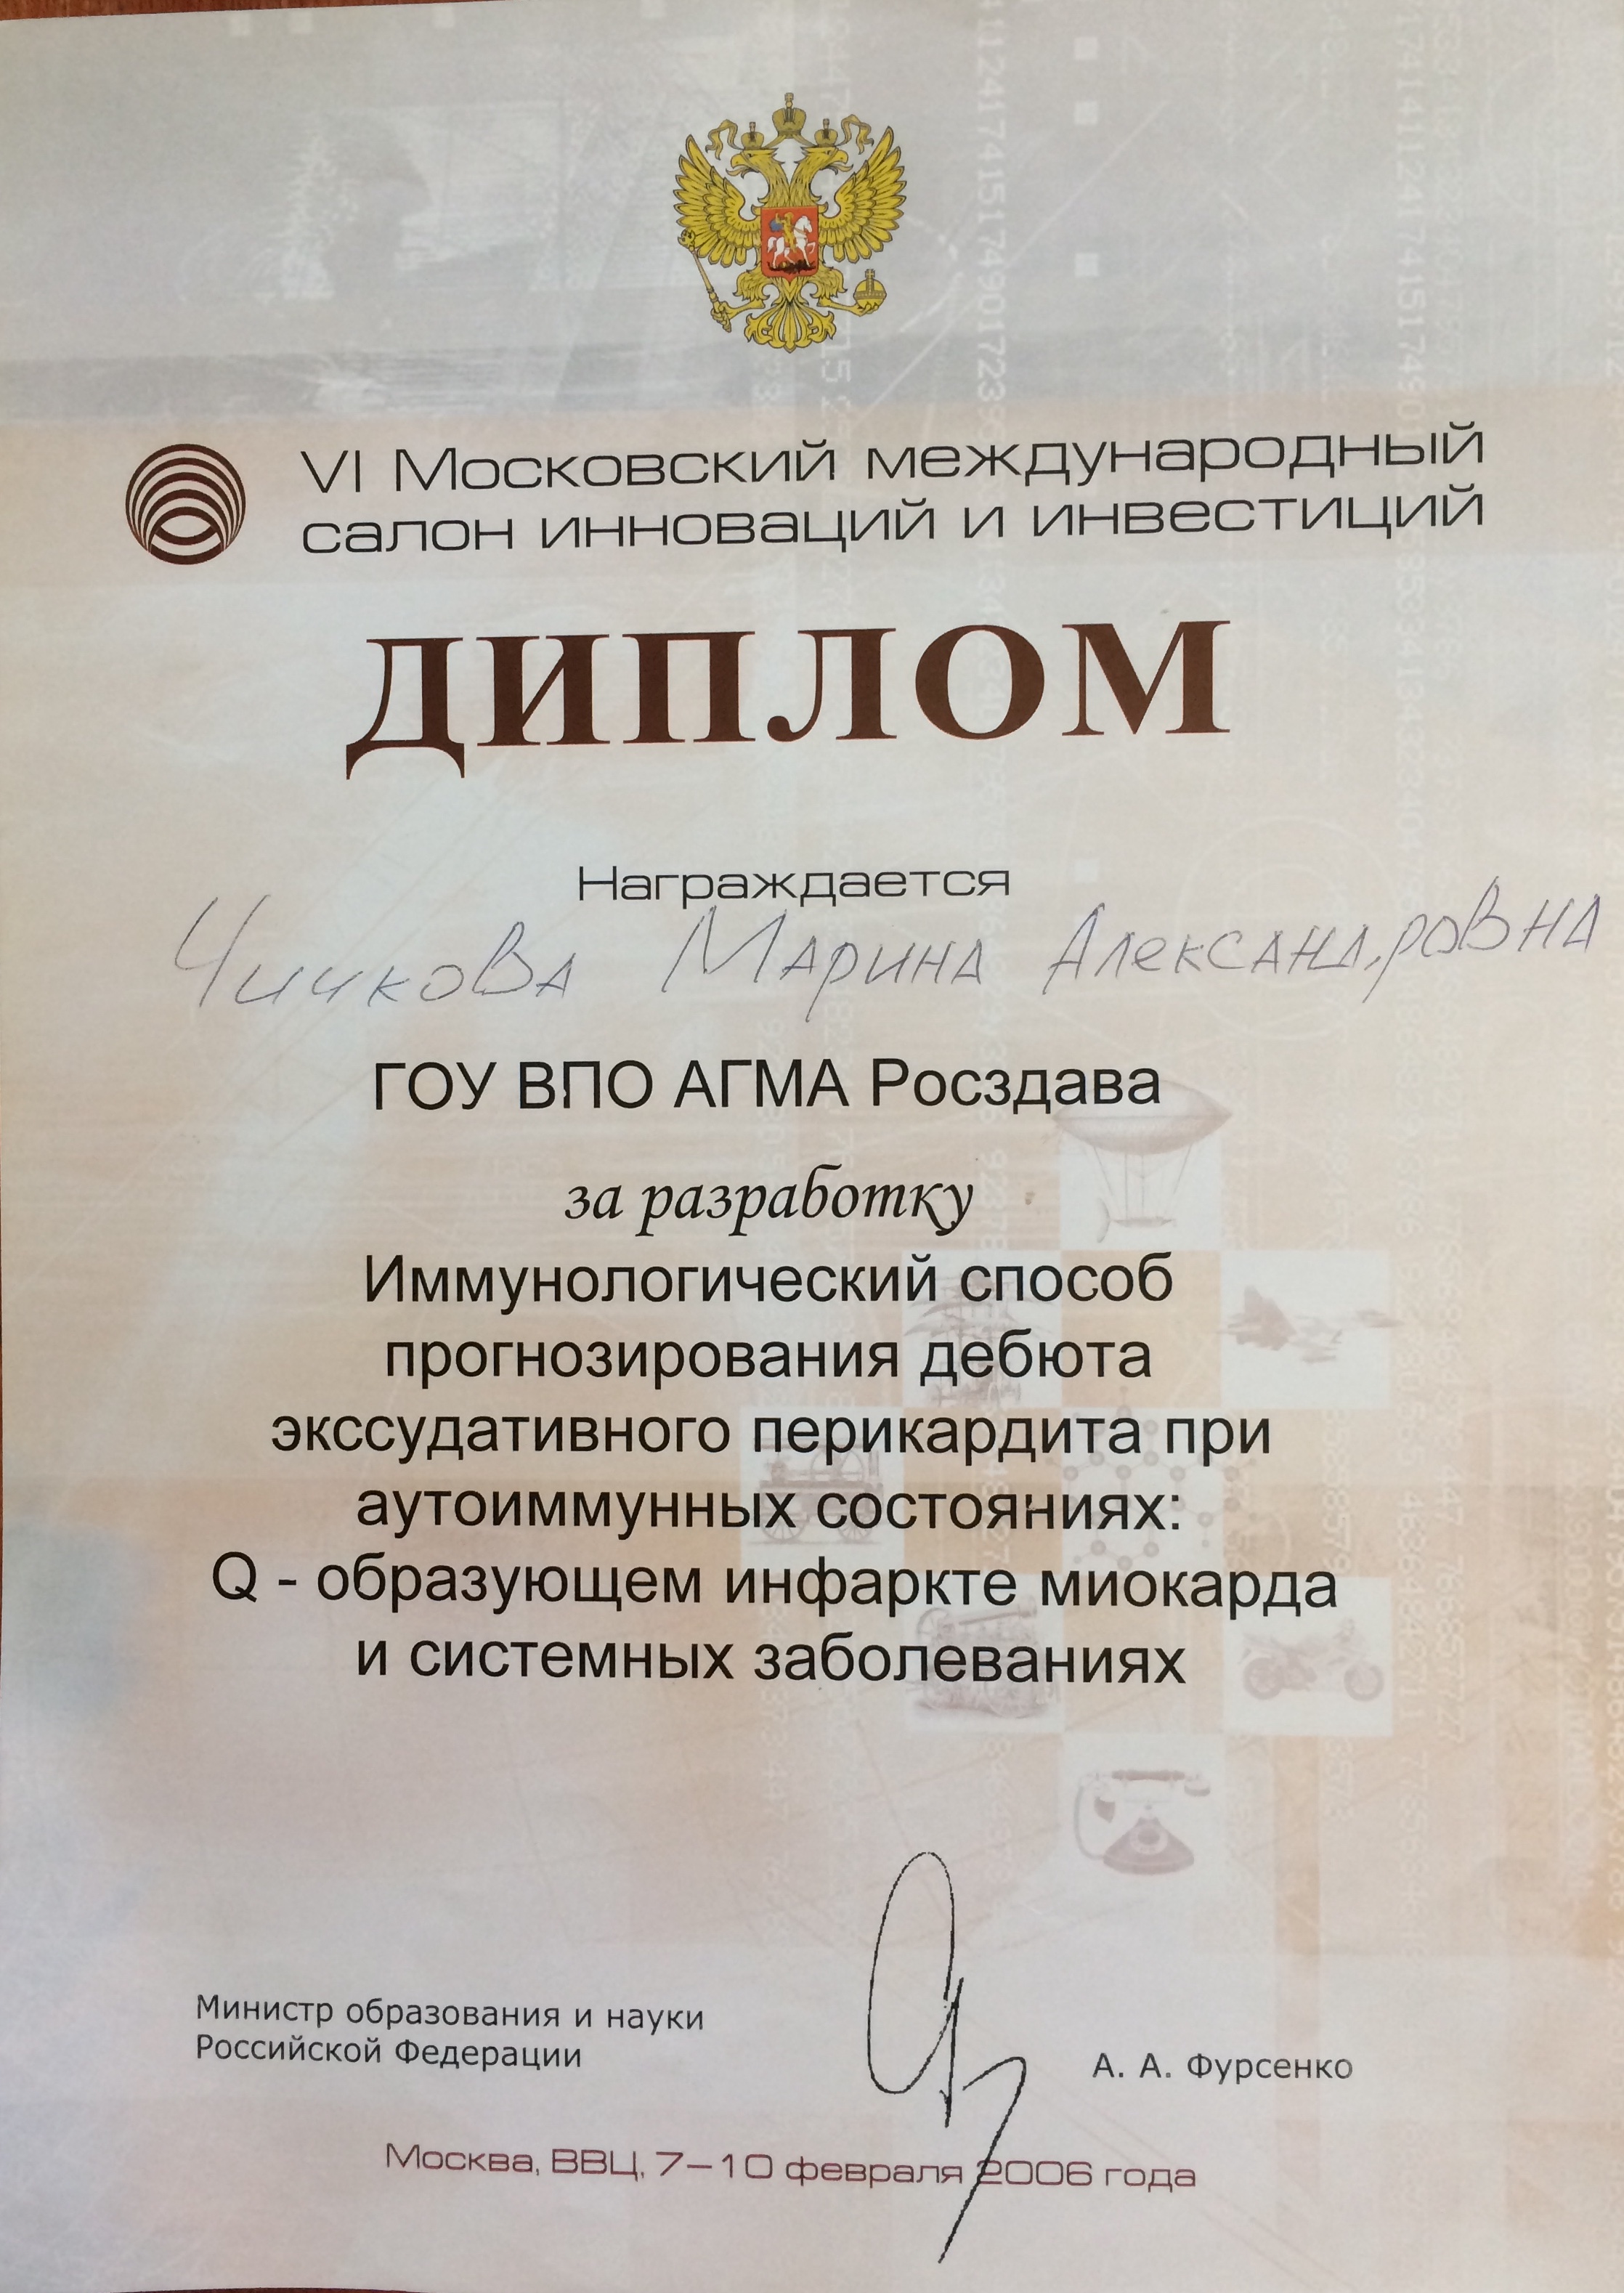 VI Московский международный
салон инноваций и инвестиций
ДИПЛОМ
Награждается
Чичкова Марина Александровна
ГОУ ВПО АГМА Росздава
за разработку
Иммунологический способ
прогнозирования дебюта
экссудативного перикардита при
аутоиммунных состояниях:
Q - образующем инфаркте миокарда
и системных заболеваниях
Министр образования и науки
Российской Федерации
А. А. Фурсенко
Москва, ВВЦ, 7–10 февраля 2006 года